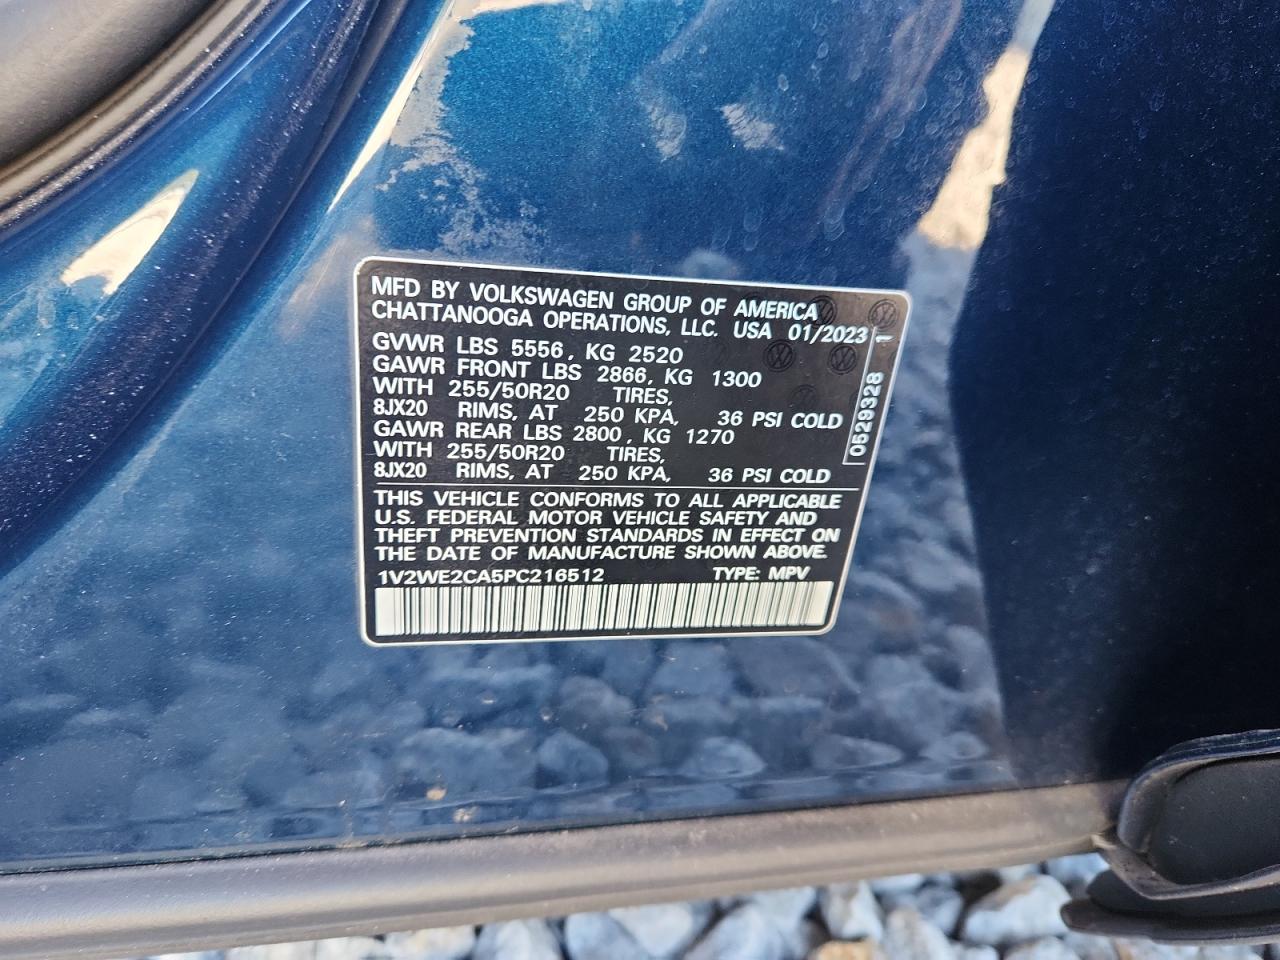 MFD BY VOLKSWAGEN GROUP OF AMERICA
CHATTANOOGA OPERATIONS, LLC. USA 01/2023
GVWR LBS 5556, KG 2520
GAWR FRONT LBS 2866, KG 1300
WITH 255/50R20 TIRES,
8JX20 RIMS, AT 250 KPA, 36 PSI COLD
GAWR REAR LBS 2800, KG 1270
WITH 255/50R20 TIRES,
8JX20 RIMS, AT 250 KPA, 36 PSI COLD
0529328 1
THIS VEHICLE CONFORMS TO ALL APPLICABLE
U.S. FEDERAL MOTOR VEHICLE SAFETY AND
THEFT PREVENTION STANDARDS IN EFFECT ON
THE DATE OF MANUFACTURE SHOWN ABOVE.
1V2WE2CA5PC216512 TYPE: MPV